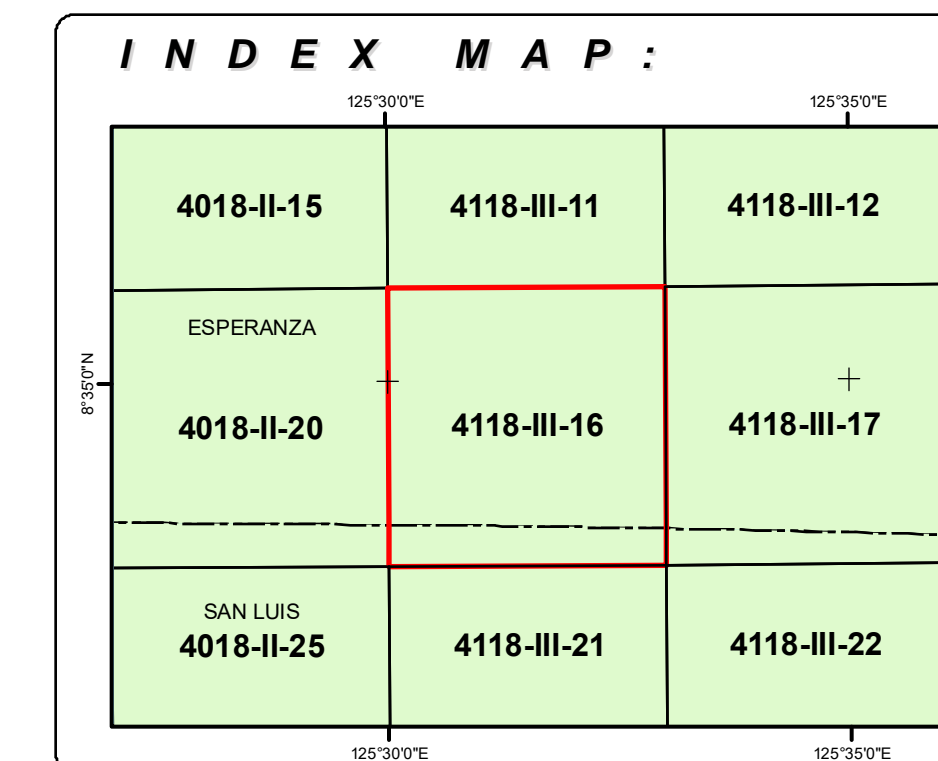 INDEX MAP:
125°30'0"E 125°35'0"E
4018-II-15 4118-III-11 4118-III-12
ESPERANZA
8°35'0"N
4018-II-20 4118-III-16 4118-III-17
SAN LUIS
4018-II-25 4118-III-21 4118-III-22
125°30'0"E 125°35'0"E